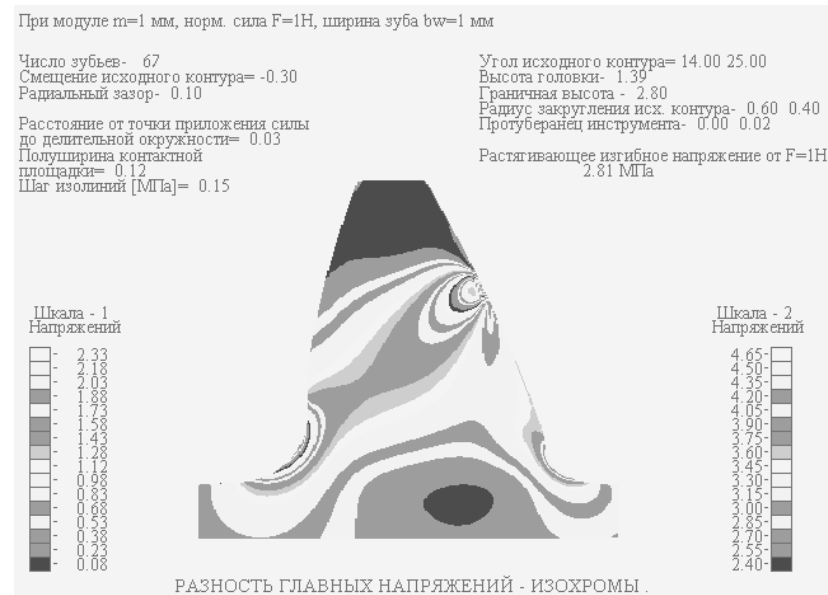 При модуле m=1 мм, норм. сила F=1Н, ширина зуба bw=1 мм
Число зубьев- 67
Смещение исходного контура= -0.30
Радиальный зазор- 0.10
Расстояние от точки приложения силы
до делительной окружности= 0.03
Полуширина контактной
площадки= 0.12
Шаг изолиний [МПа]= 0.15
Угол исходного контура= 14.00 25.00
Высота головки- 1.39
Граничная высота - 2.80
Радиус закругления исх. контура- 0.60 0.40
Протуберанец инструмента- 0.00 0.02
Растягивающее изгибное напряжение от F=1Н
2.81 МПа
Шкала - 1
Напряжений
2.33
2.18
2.03
1.88
1.73
1.58
1.43
1.28
1.12
0.98
0.83
0.68
0.53
0.38
0.23
0.08
Шкала - 2
Напряжений
4.65-
4.50-
4.35-
4.20-
4.05-
3.90-
3.75-
3.60-
3.45-
3.30-
3.15-
3.00-
2.85-
2.70-
2.55-
2.40-
РАЗНОСТЬ ГЛАВНЫХ НАПРЯЖЕНИЙ - ИЗОХРОМЫ .